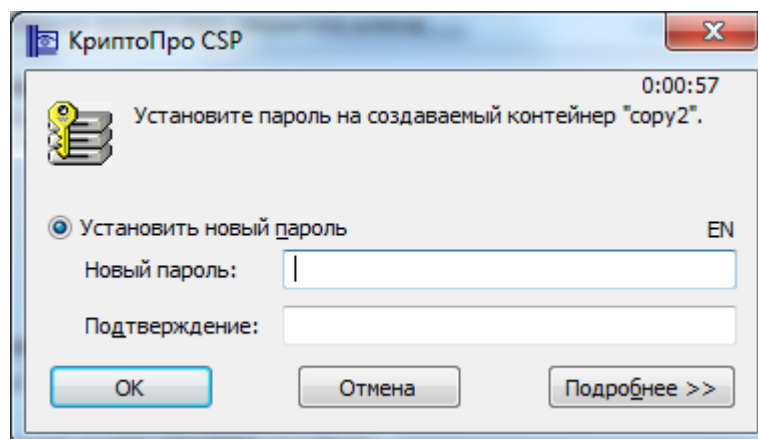 КриптоПро CSP
0:00:57
Установите пароль на создаваемый контейнер "copy2".
Установить новый пароль
EN
Новый пароль:
Подтверждение:
OK
Отмена
Подробнее >>